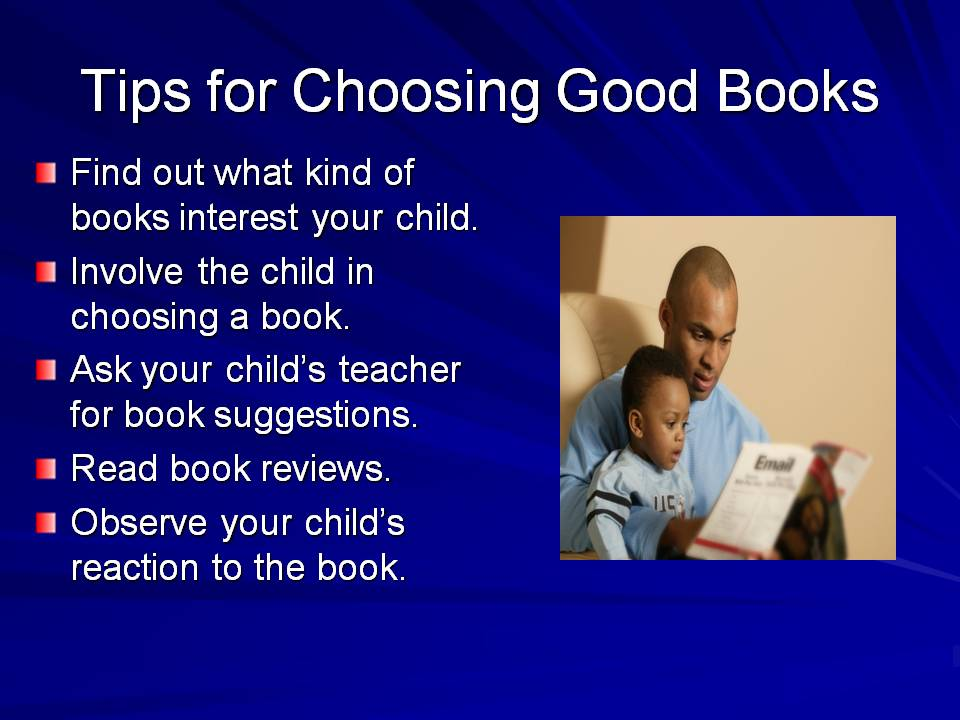 Tips for Choosing Good Books
Find out what kind of
books interest your child.
Involve the child in
choosing a book.
Ask your child's teacher
for book suggestions.
Read book reviews.
Observe your child's
reaction to the book.
Email